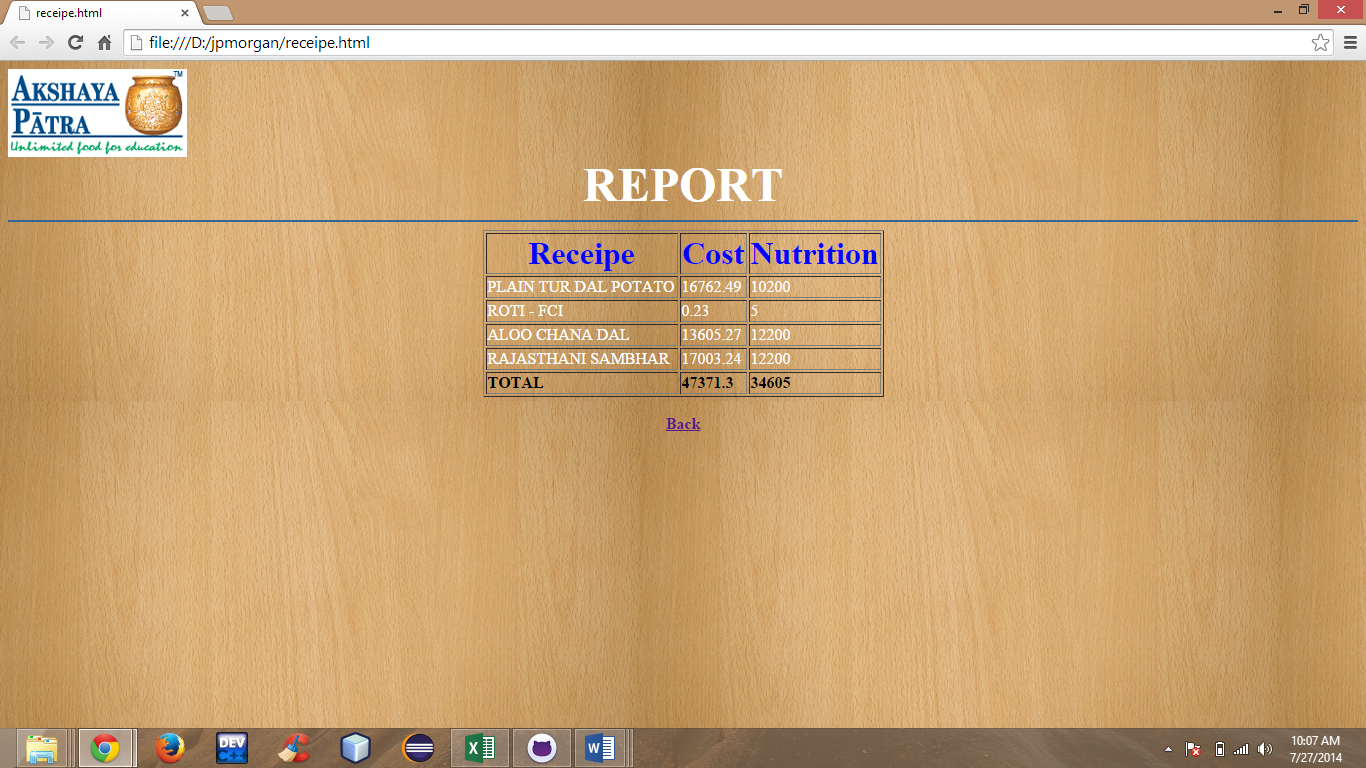 receipe.html
file:///D:/jpmorgan/receipe.html
AKSHAYA
PĀTRA
TM
Unlimited food for education
REPORT
Receipe Cost Nutrition
PLAIN TUR DAL POTATO 16762.49 10200
ROTI - FCI 0.23 5
ALOO CHANA DAL 13605.27 12200
RAJASTHANI SAMBHAR 17003.24 12200
TOTAL 47371.3 34605
Back
DEV
C++
10:07 AM
7/27/2014